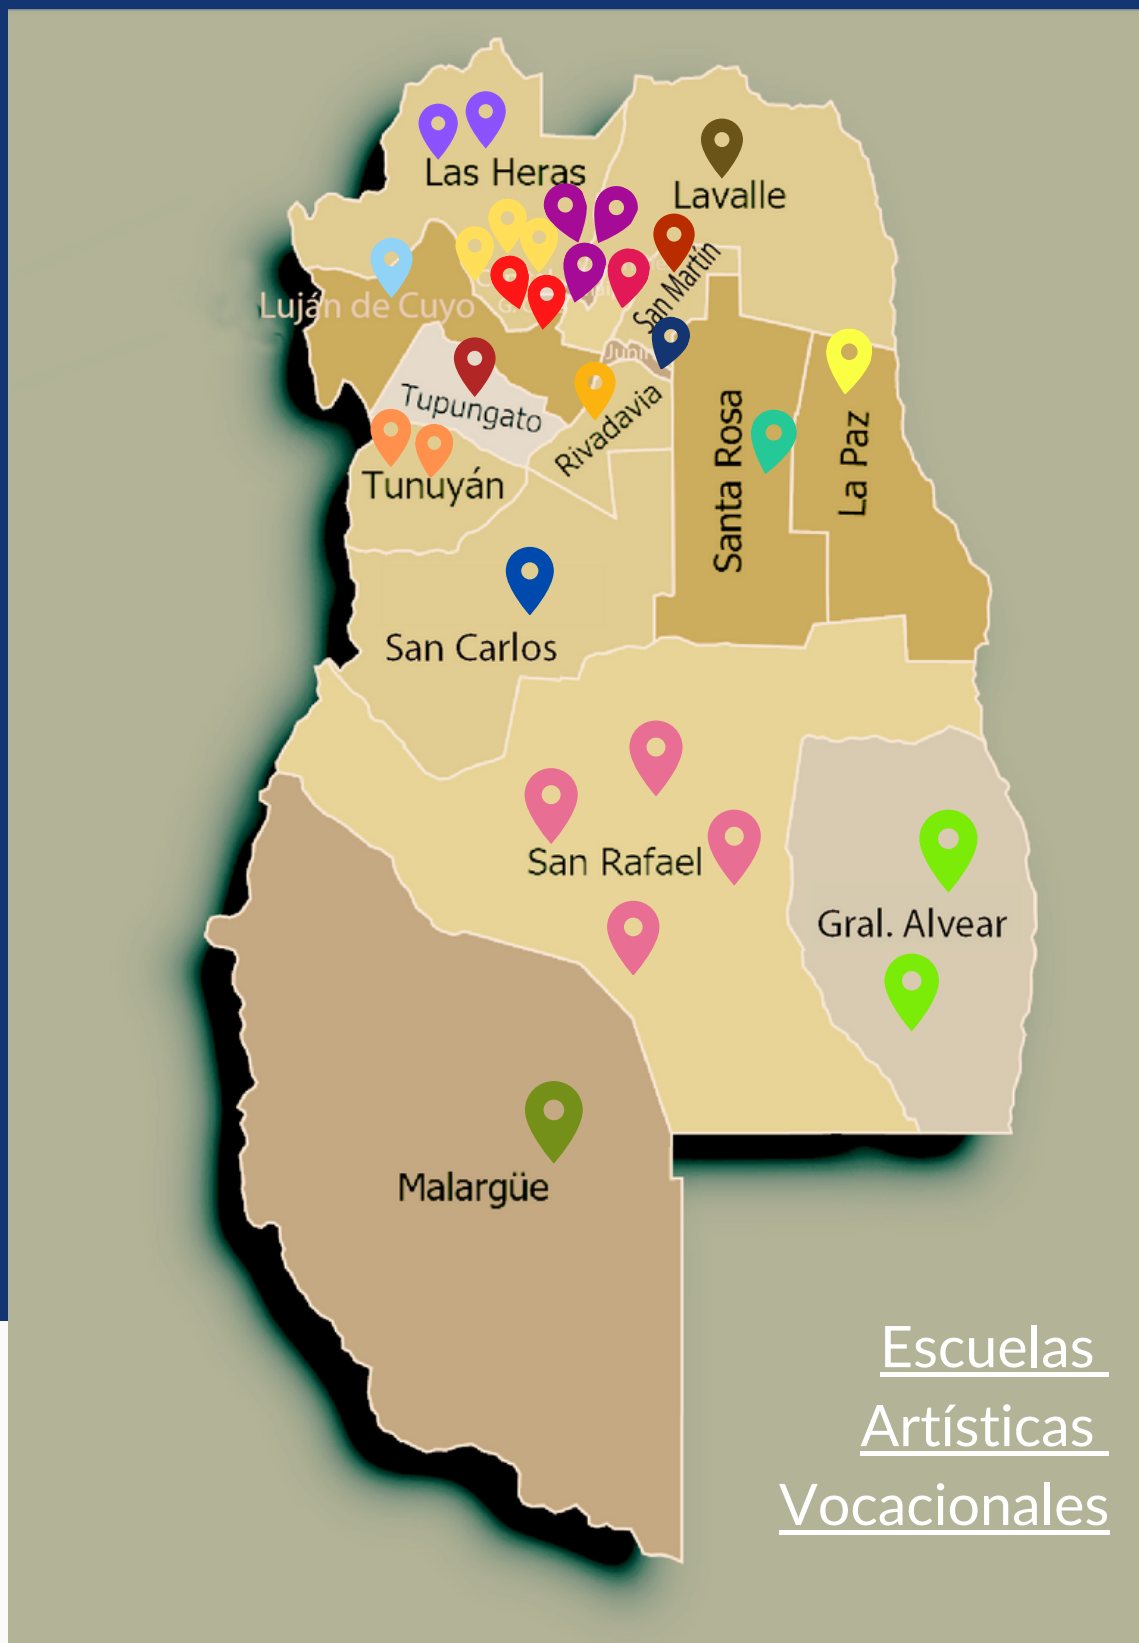 Las Heras
Lavalle
San Martín
Luján de Cuyo
Tupungato
Rivadavia
Santa Rosa
La Paz
Tunuyán
San Carlos
San Rafael
Gral. Alvear
Malargüe
Escuelas
Artísticas
Vocacionales